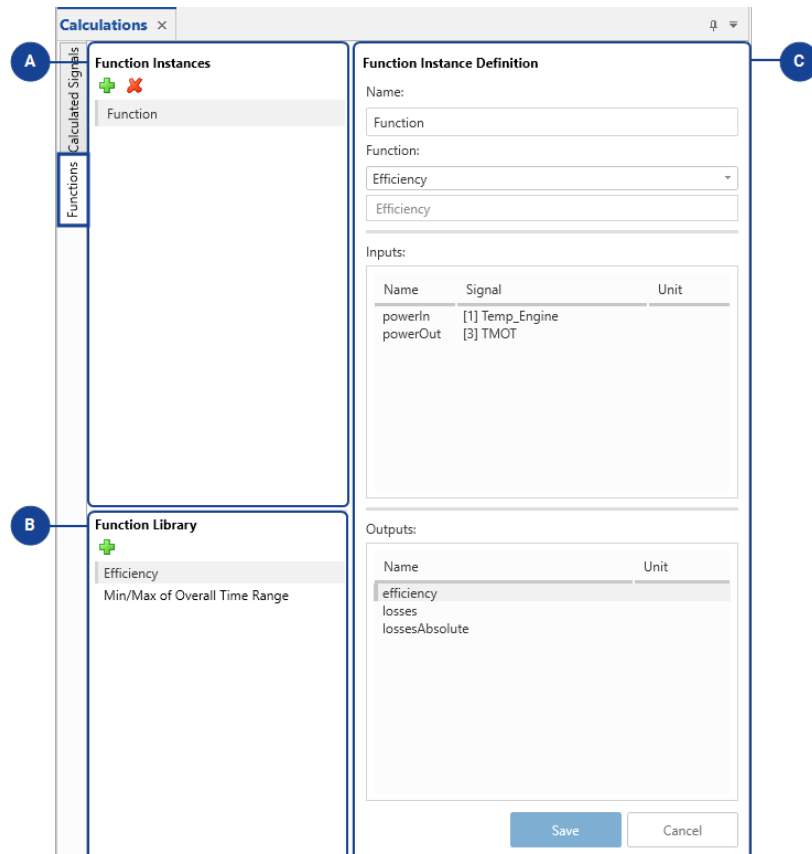 Calculations ×
A
Calculated Signals
Functions
Function Instances
Function
B
Function Library
Efficiency
Min/Max of Overall Time Range
C
Function Instance Definition
Name:
Function
Function:
Efficiency
Efficiency
Inputs:
Name Signal Unit
powerIn [1] Temp_Engine
powerOut [3] TMOT
Outputs:
Name Unit
efficiency
losses
lossesAbsolute
Save Cancel